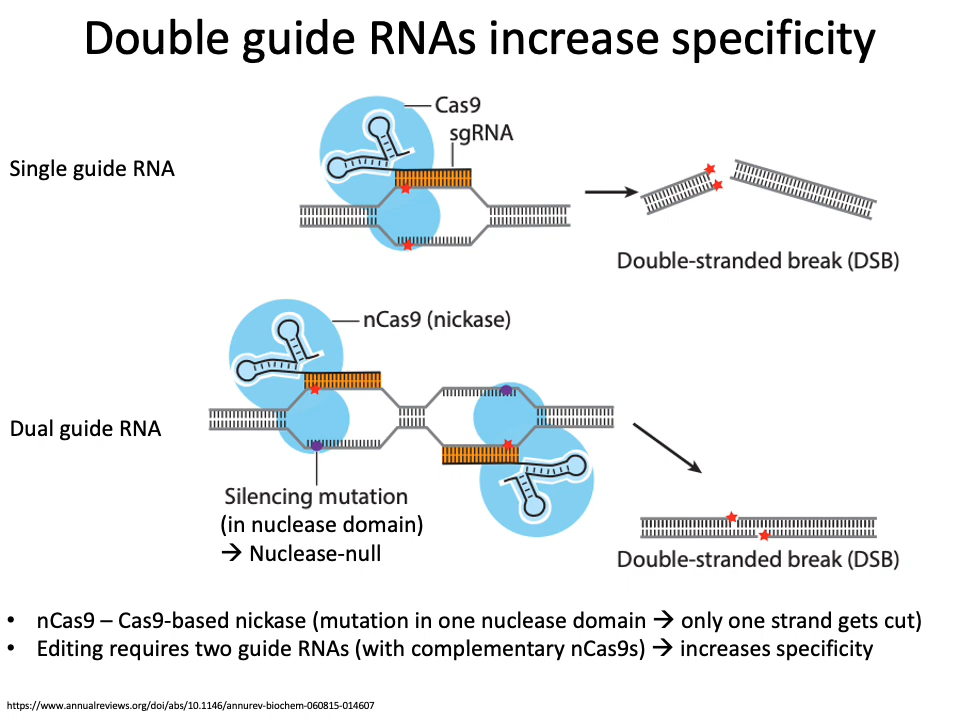 Double guide RNAs increase specificity
Cas9
sgRNA
Single guide RNA
Double-stranded break (DSB)
nCas9 (nickase)
Dual guide RNA
Silencing mutation
(in nuclease domain)
→ Nuclease-null
Double-stranded break (DSB)
• nCas9 – Cas9-based nickase (mutation in one nuclease domain → only one strand gets cut)
• Editing requires two guide RNAs (with complementary nCas9s) → increases specificity
https://www.annualreviews.org/doi/abs/10.1146/annurev-biochem-060815-014607